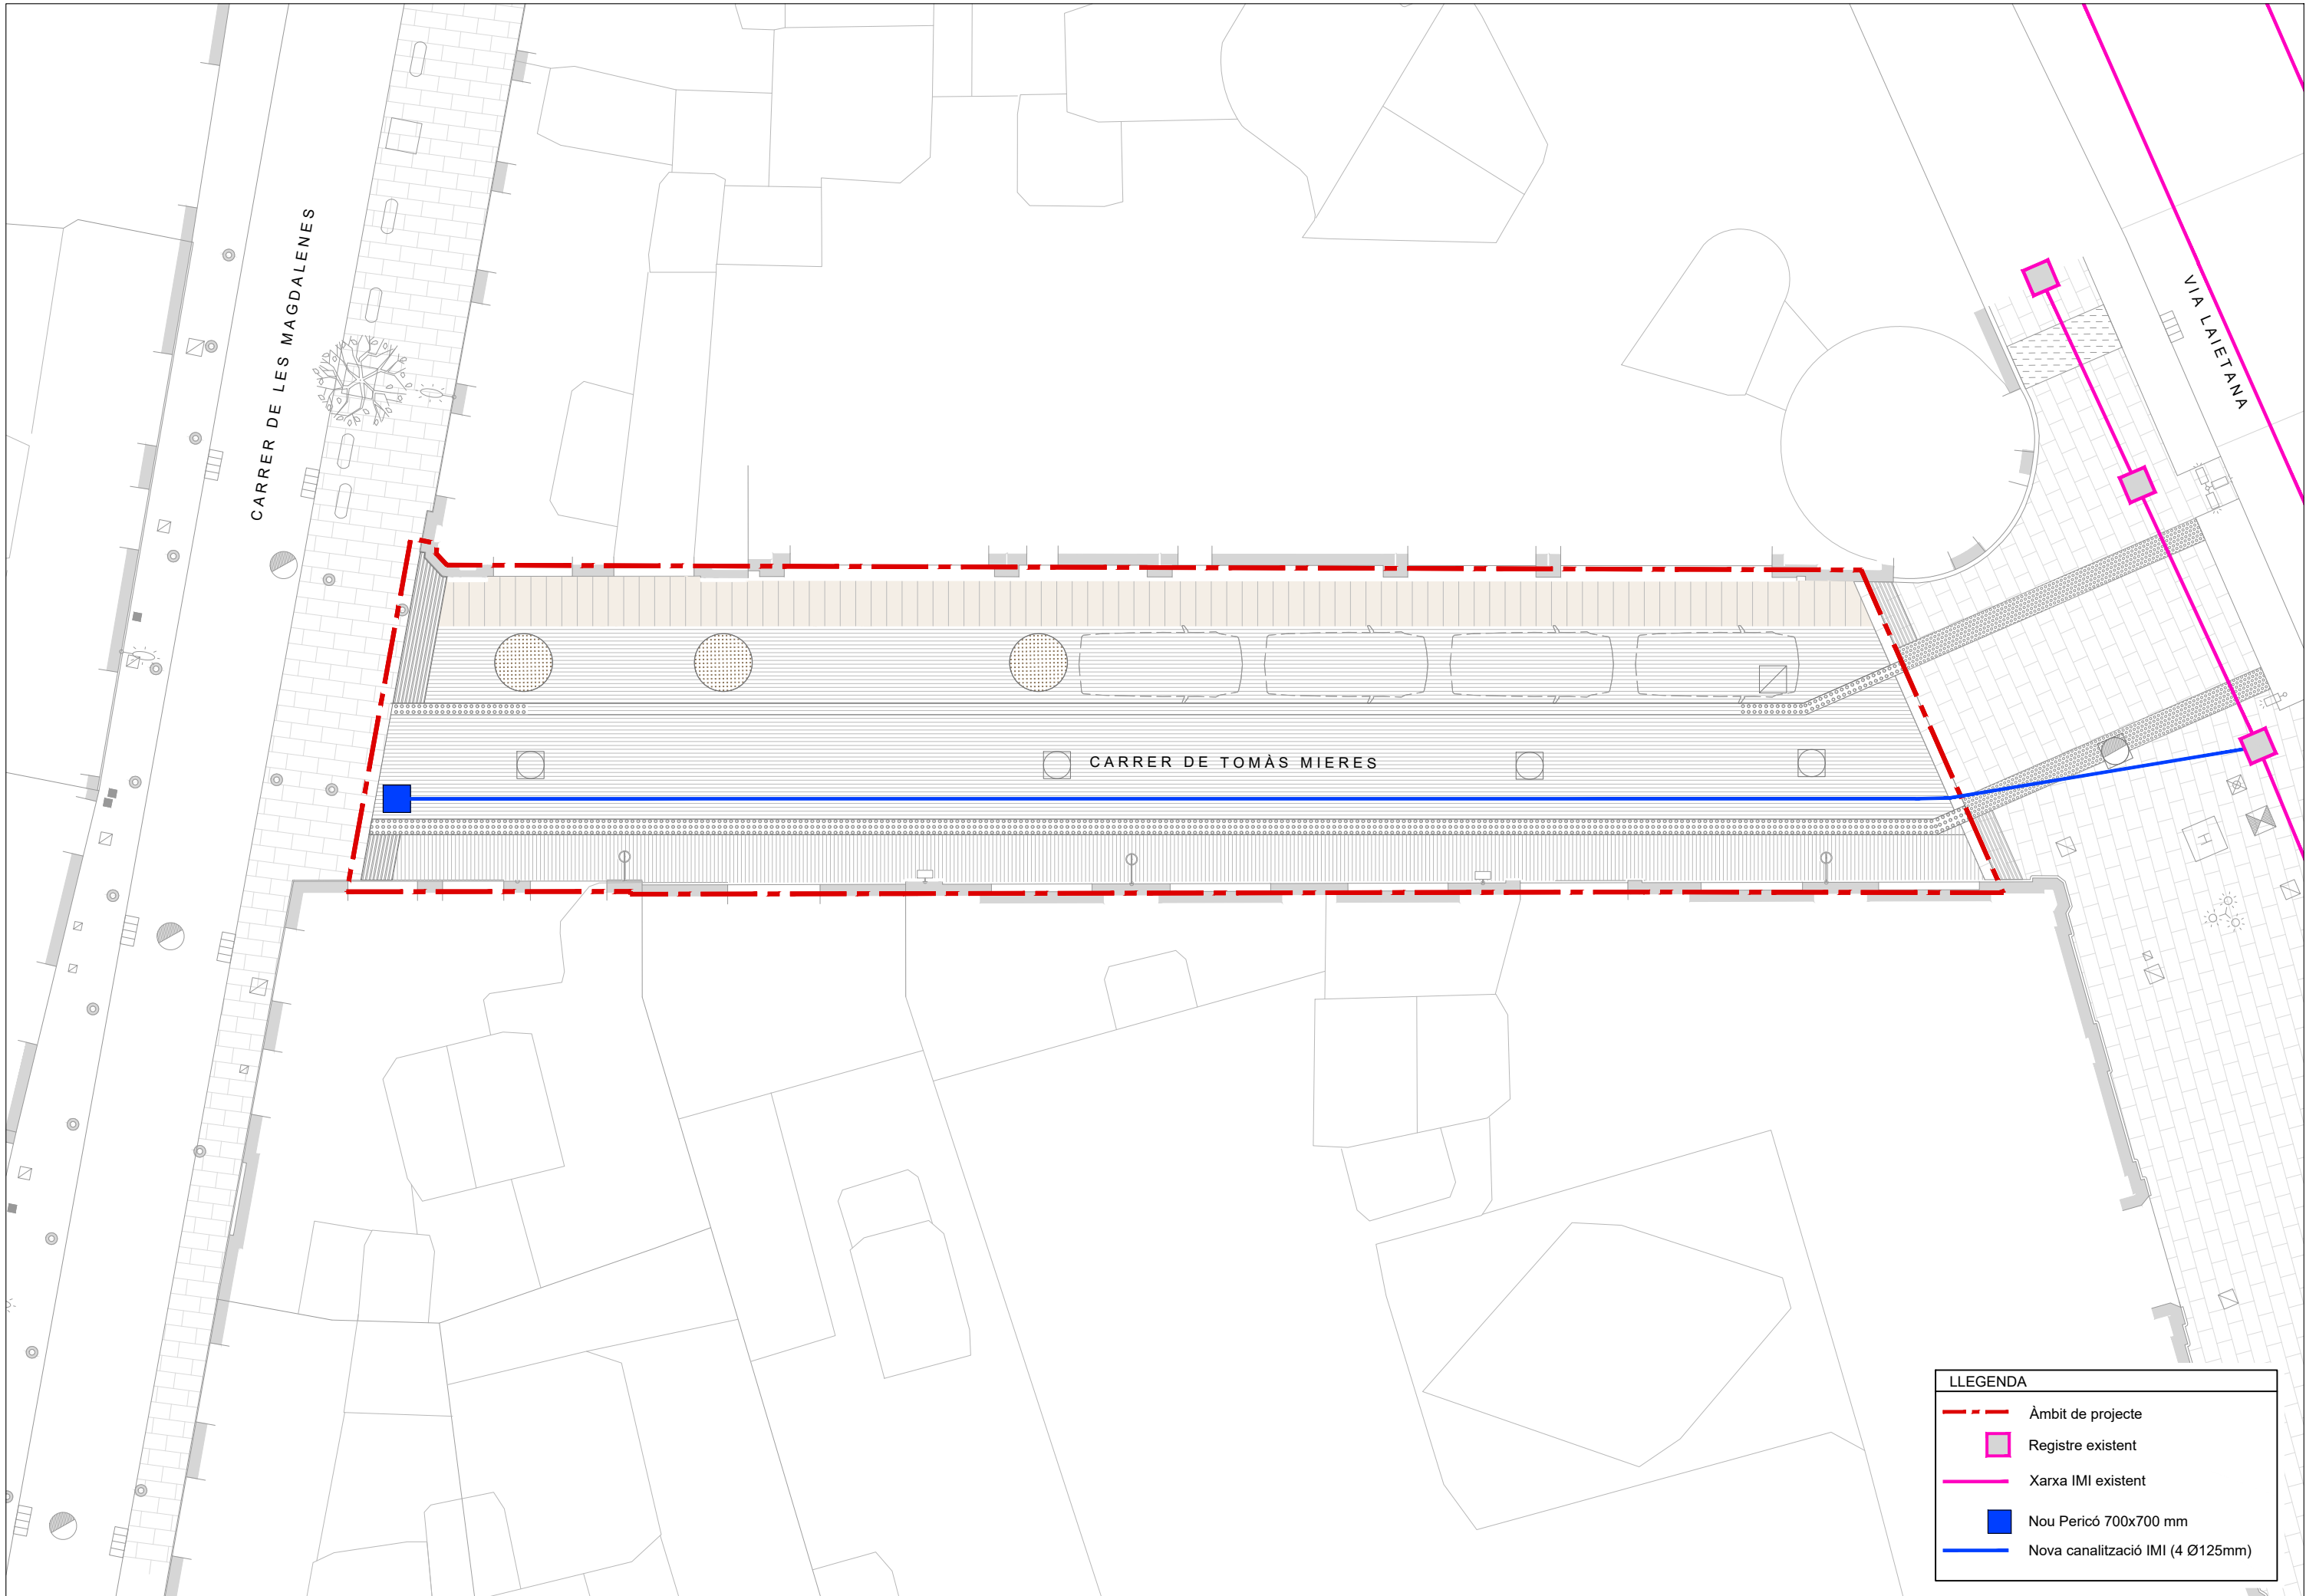 CARRER DE LES MAGDALENES
VIA LAIETANA
CARRER DE TOMÀS MIERES
H
LLEGENDA
Àmbit de projecte
Registre existent
Xarxa IMI existent
Nou Pericó 700x700 mm
Nova canalització IMI (4 Ø125mm)